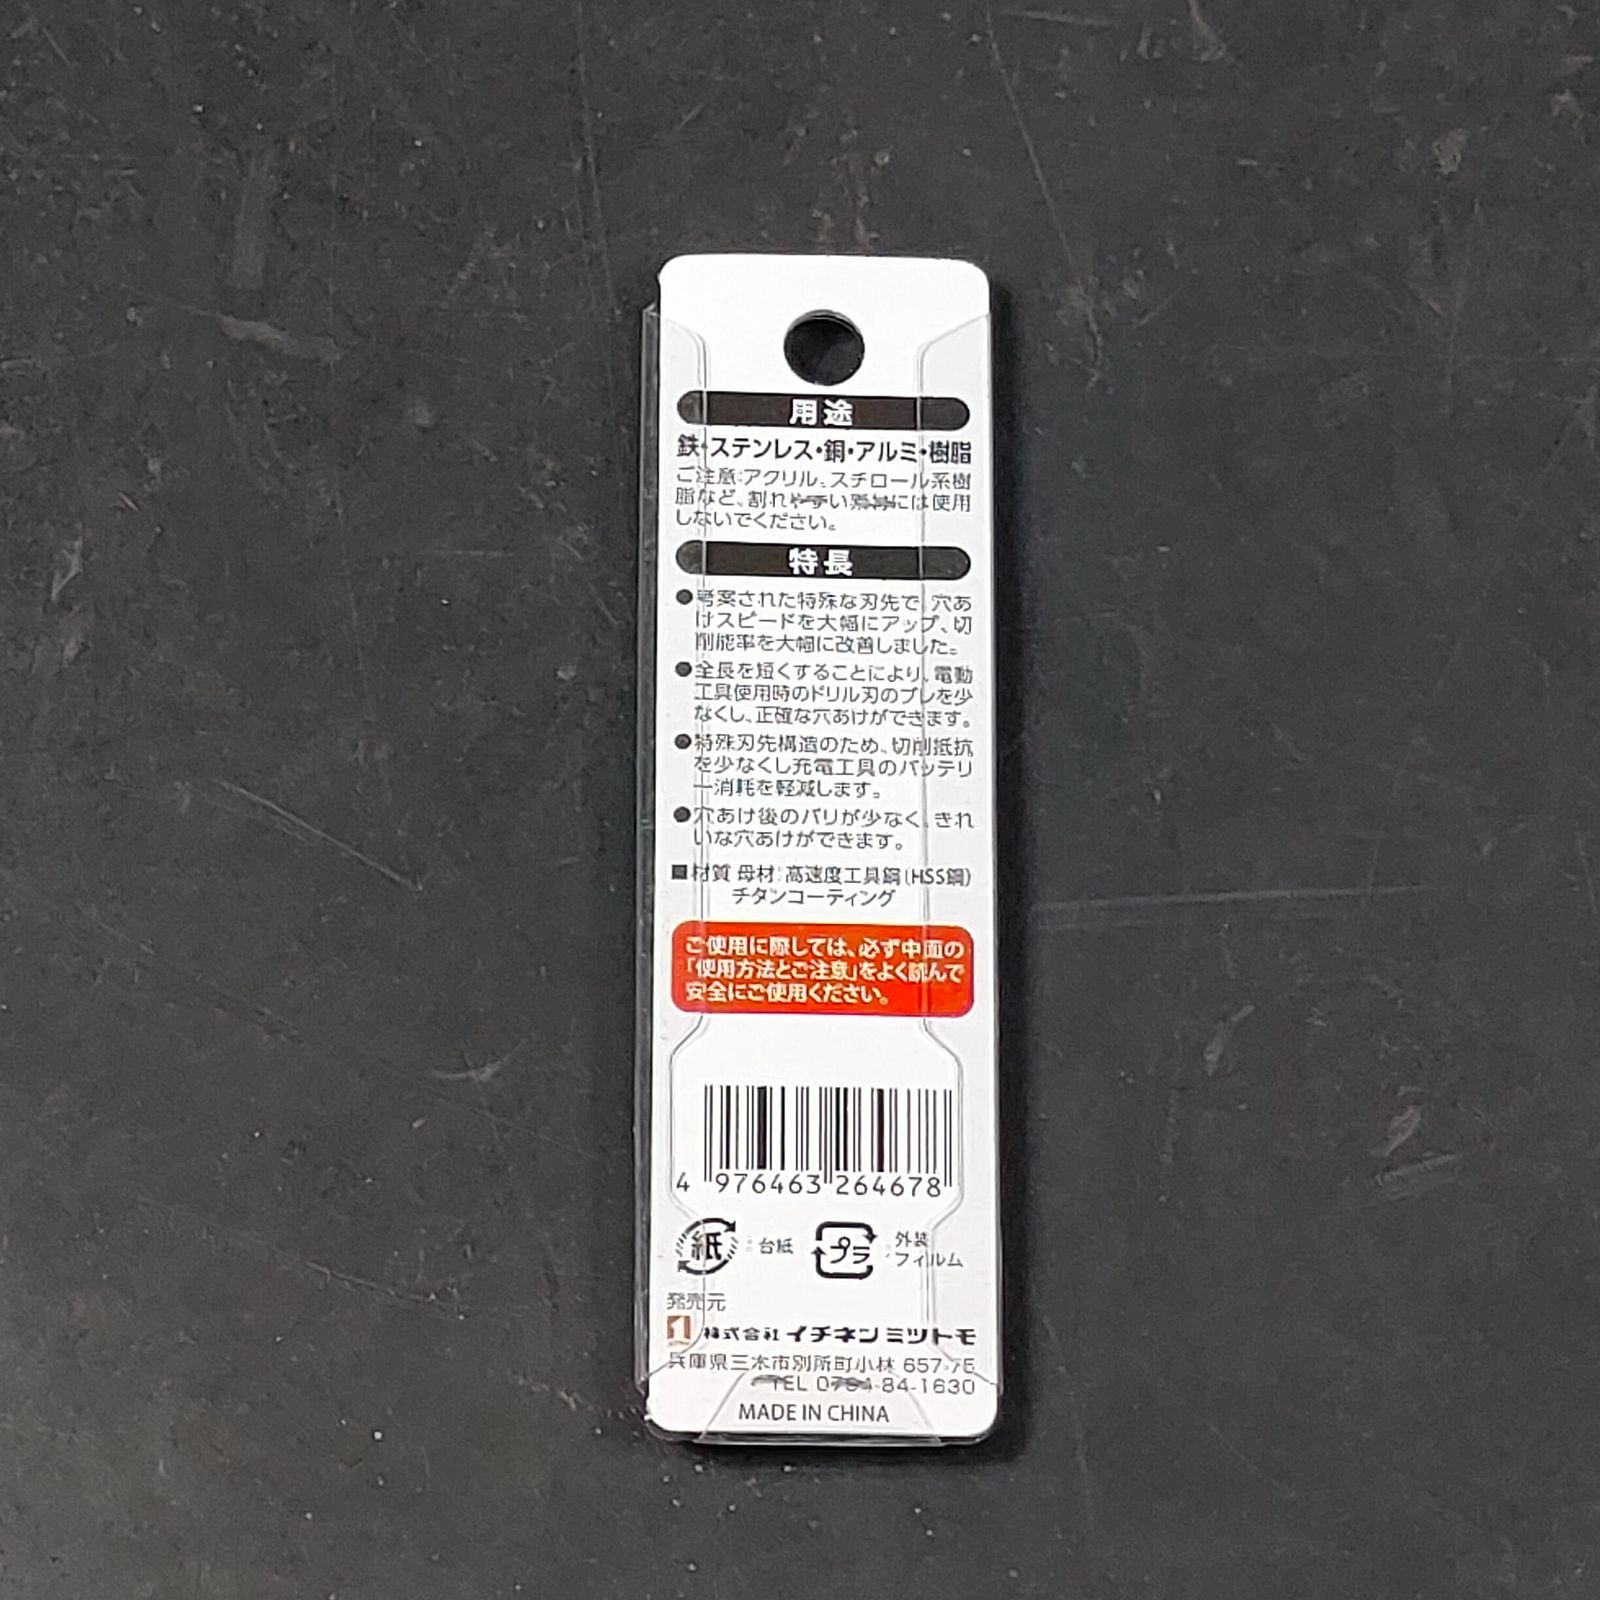 用途
鉄・ステンレス・銅・アルミ・樹脂
ご注意:アクリル、スチロール系樹
脂など、割れやすい素材には使用
しないでください。
特長
●考案された特殊な刃先で、穴あ
けスピードを大幅にアップ、切
削能率を大幅に改善しました。
●全長を短くすることにより、電動
工具使用時のドリル刃のブレを少
なくし、正確な穴あけができます。
●特殊刃先構造のため、切削抵抗
を少なくし充電工具のバッテリ
ー消耗を軽減します。
●穴あけ後のバリが少なく、きれ
いな穴あけができます。
■材質 母材:高速度工具鋼(HSS鋼)
チタンコーティング
ご使用に際しては、必ず中面の
「使用方法とご注意」をよく読んで
安全にご使用ください。
4 976463 264678
紙 :台紙 プラ :外装
フィルム
発売元
株式会社 イチネンミツトモ
兵庫県三木市別所町小林 657-75
TEL 0794-84-1630
MADE IN CHINA